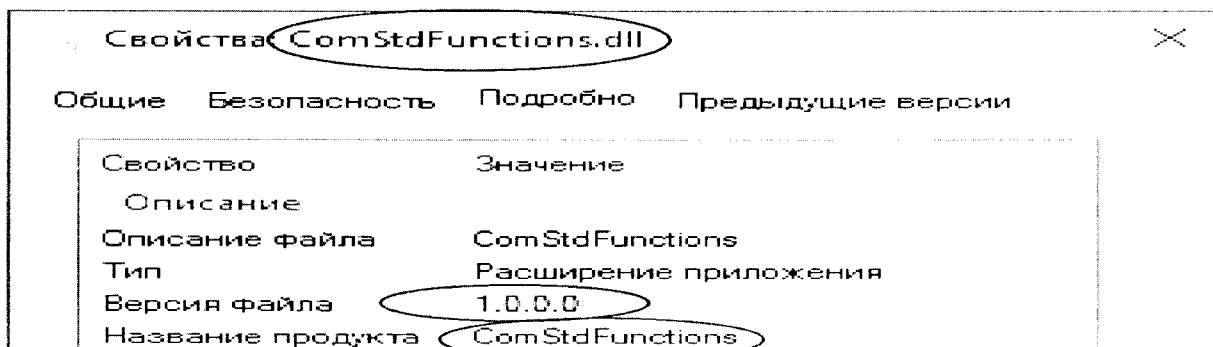 Свойства: ComStdFunctions.dll
Общие Безопасность Подробно Предыдущие версии
Свойство Значение
Описание
Описание файла ComStdFunctions
Тип Расширение приложения
Версия файла 1.0.0.0
Название продукта ComStdFunctions